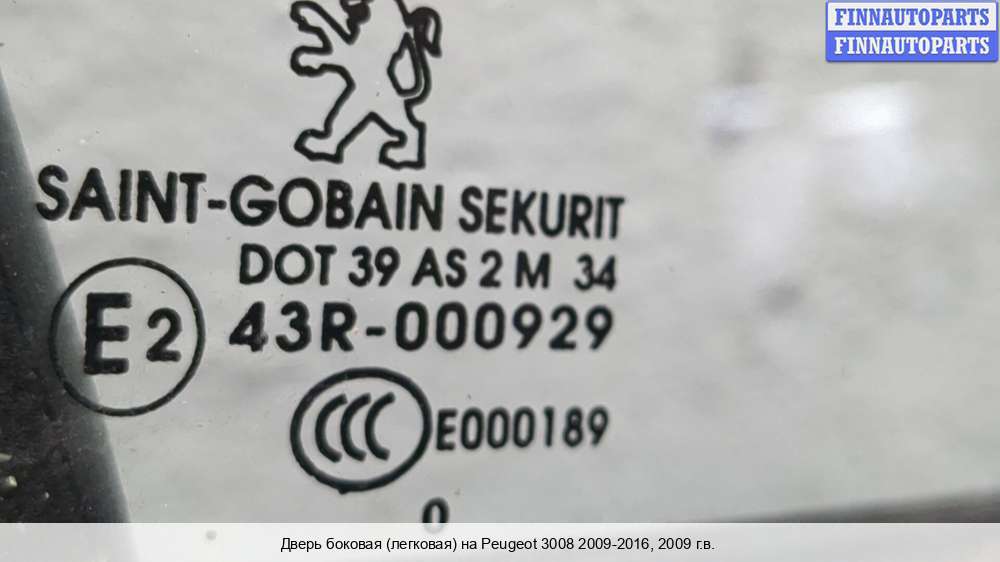 FINNAUTOPARTS
FINNAUTOPARTS
SAINT-GOBAIN SEKURIT
DOT 39 AS 2 M 34
E2 43R-000929
CCC E000189
0
Дверь боковая (легковая) на Peugeot 3008 2009-2016, 2009 г.в.